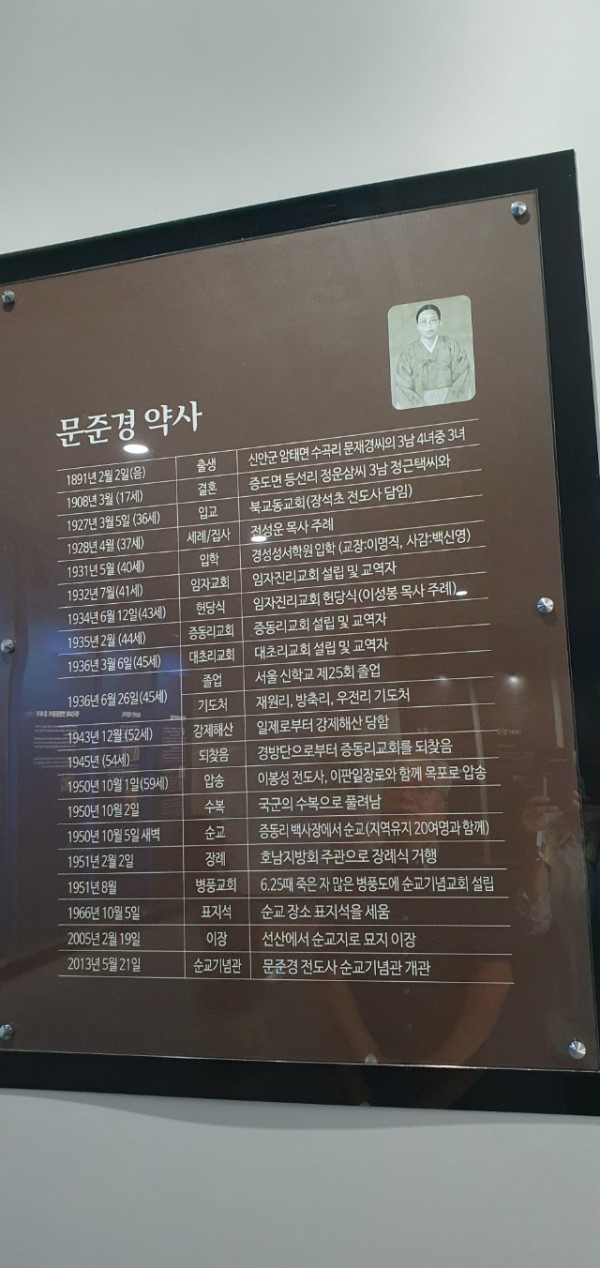 문준경 약사
1891년 2월 2일(음) 출생 신안군 암태면 수곡리 문재경씨의 3남 4녀중 3녀
1908년 3월 (17세) 결혼 증도면 등선리 정운삼씨 3남 정근택씨와
1927년 3월 5일 (36세) 입교 북교동교회(장석초 전도사 담임)
1928년 4월 (37세) 세례/집사 전성운 목사 주례
1931년 5월 (40세) 입학 경성성서학원 입학 (교장:이명직, 사감:백신영)
1932년 7월(41세) 임자교회 임자진리교회 설립 및 교역자
1934년 6월 12일(43세) 헌당식 임자진리교회 헌당식(이성봉 목사 주례)
1935년 2월 (44세) 증동리교회 증동리교회 설립 및 교역자
1936년 3월 6일(45세) 대초리교회 대초리교회 설립 및 교역자
1936년 6월 26일(45세) 졸업 서울 신학교 제25회 졸업
기도처 재원리, 방축리, 우전리 기도처
1943년 12월 (52세) 강제해산 일제로부터 강제해산 당함
1945년 (54세) 되찾음 경방단으로부터 증동리교회를 되찾음
1950년 10월 1일(59세) 압송 이봉성 전도사, 이판일장로와 함께 목포로 압송
1950년 10월 2일 수복 국군의 수복으로 풀려남
1950년 10월 5일 새벽 순교 증동리 백사장에서 순교(지역유지 20여명과 함께)
1951년 2월 2일 장례 호남지방회 주관으로 장례식 거행
1951년 8월 병풍교회 6.25때 죽은 자 많은 병풍도에 순교기념교회 설립
1966년 10월 5일 표지석 순교 장소 표지석을 세움
2005년 2월 19일 이장 선산에서 순교지로 묘지 이장
2013년 5월 21일 순교기념관 문준경 전도사 순교기념관 개관